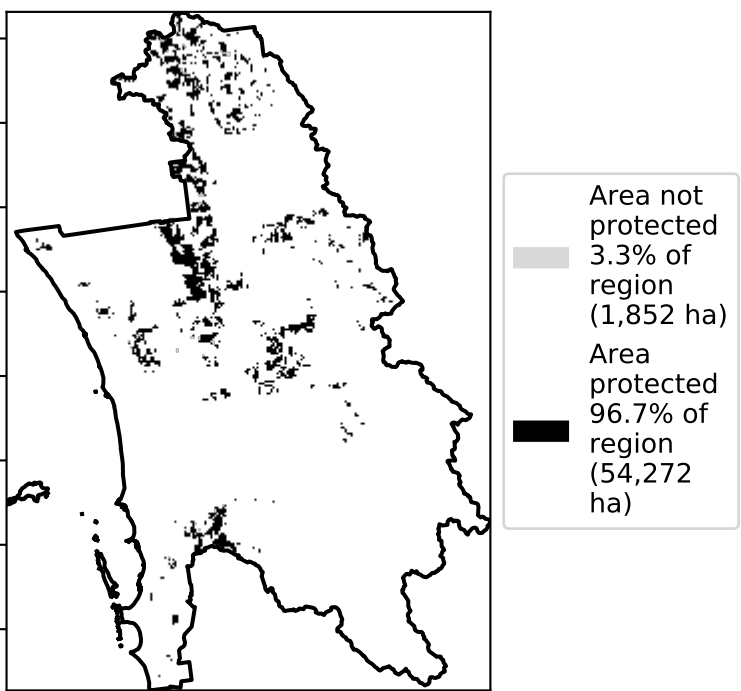 Area not
protected
3.3% of
region
(1,852 ha)
Area
protected
96.7% of
region
(54,272
ha)